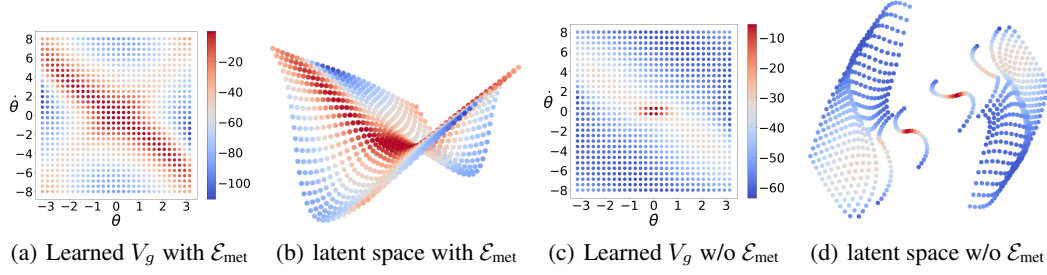 8
6
4
2
θ̇
0
−2
−4
−6
−8
−3 −2 −1 0 1 2 3
θ
−20
−40
−60
−80
−100
8
6
4
2
θ̇
0
−2
−4
−6
−8
−3 −2 −1 0 1 2 3
θ
−10
−20
−30
−40
−50
−60
(a) Learned V_g with ℰ_met
(b) latent space with ℰ_met
(c) Learned V_g w/o ℰ_met
(d) latent space w/o ℰ_met